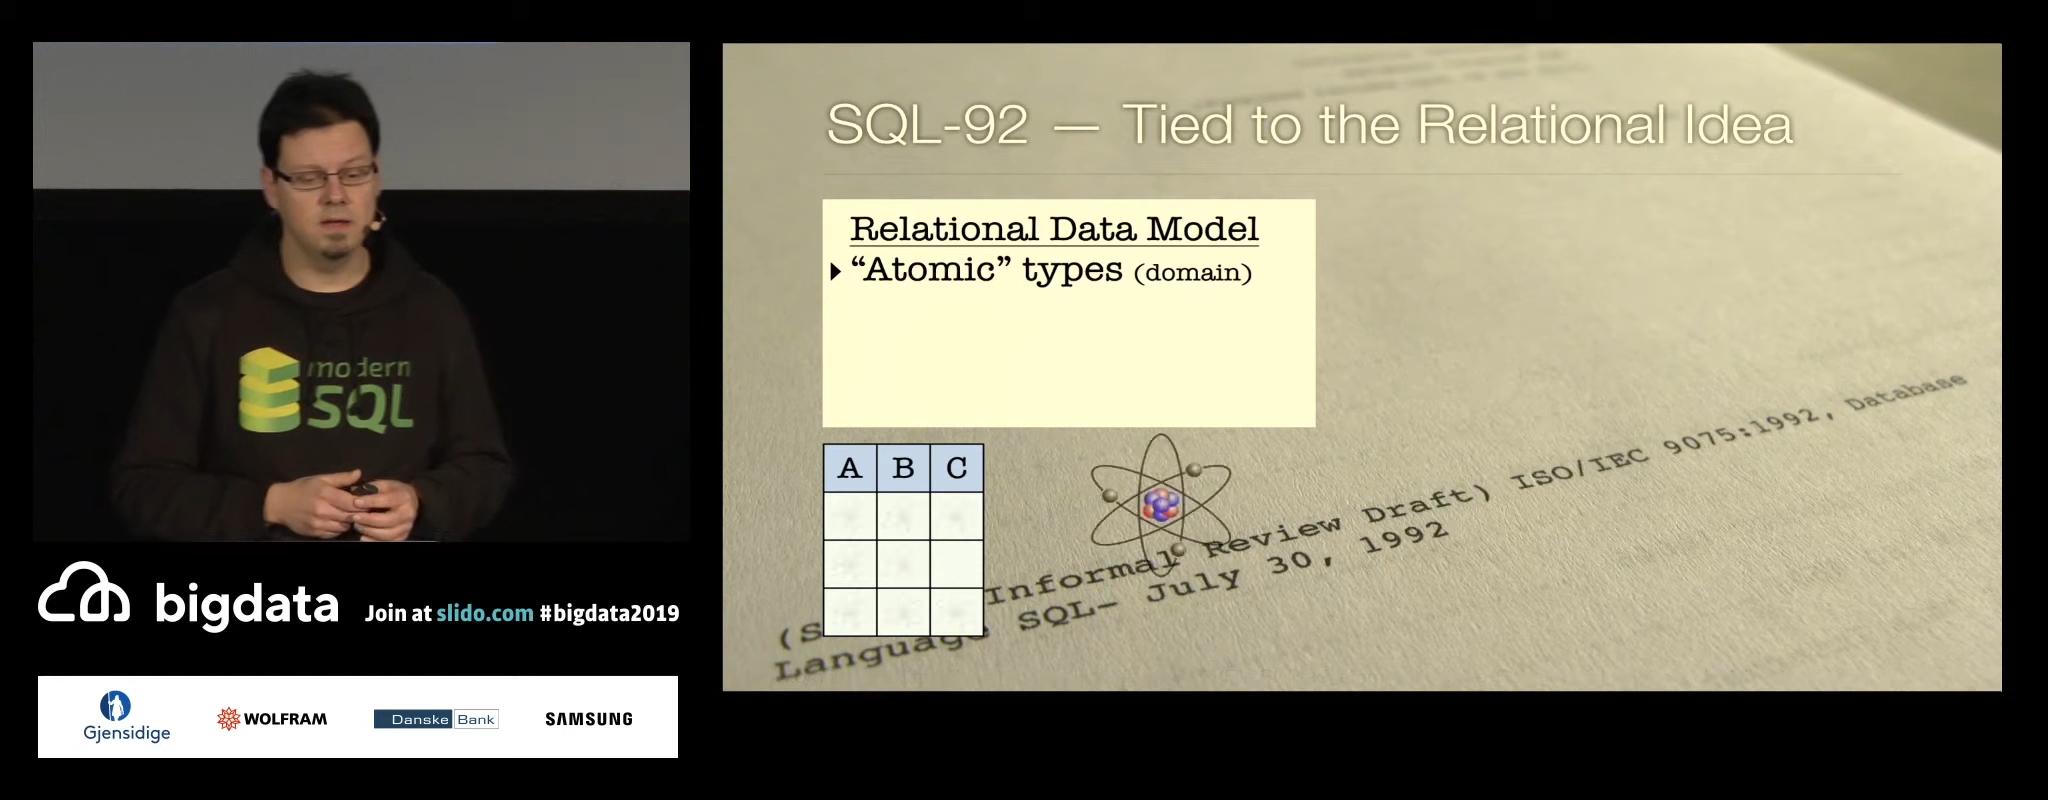 modern
SQL
bigdata
Join at slido.com #bigdata2019
Gjensidige
WOLFRAM
Danske Bank
SAMSUNG
SQL-92 — Tied to the Relational Idea
Relational Data Model
“Atomic” types (domain)
A B C
Informal Review Draft) ISO/IEC 9075:1992, Database
Language SQL- July 30, 1992